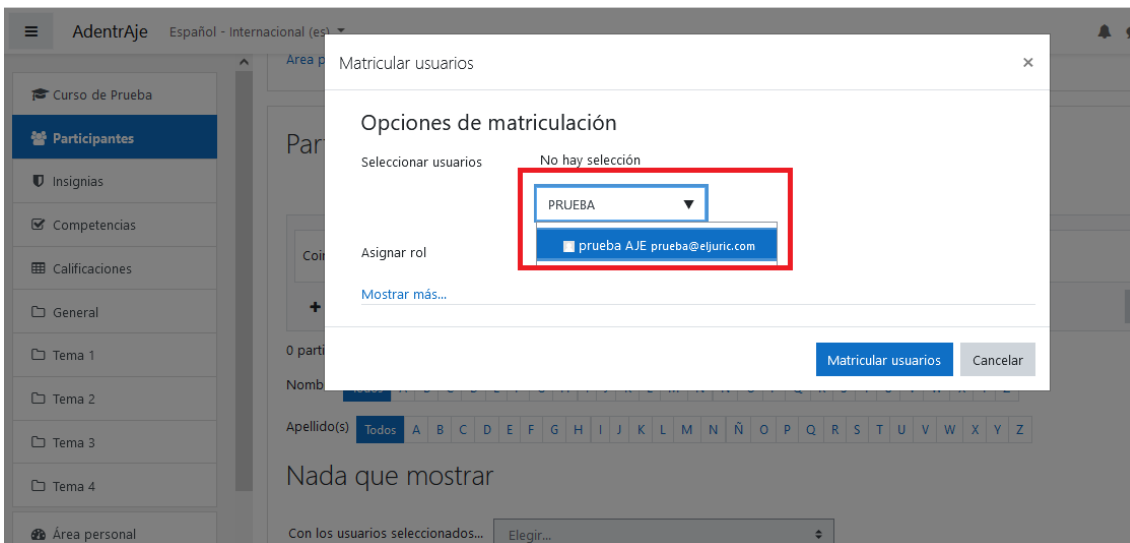 AdentrAje Español - Internacional (es)
Area p
Matricular usuarios ×
Curso de Prueba
Participantes
Insignias
Competencias
Calificaciones
General
Tema 1
Tema 2
Tema 3
Tema 4
Área personal
Par
Opciones de matriculación
Seleccionar usuarios No hay selección
PRUEBA
prueba AJE prueba@eljuric.com
Coin
Asignar rol
Mostrar más...
Matricular usuarios Cancelar
0 parti
Nomb
Apellido(s) Todos A B C D E F G H I J K L M N Ñ O P Q R S T U V W X Y Z
Nada que mostrar
Con los usuarios seleccionados... Elegir...